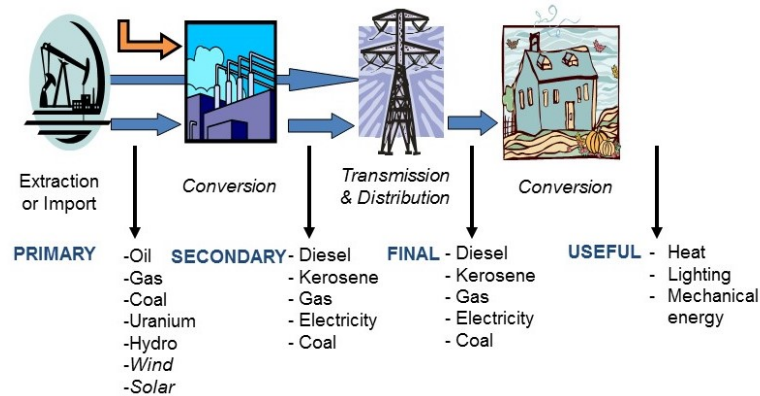 Extraction
or Import
Conversion
Transmission
& Distribution
Conversion
PRIMARY
-Oil
-Gas
-Coal
-Uranium
-Hydro
-Wind
-Solar
SECONDARY
- Diesel
- Kerosene
- Gas
- Electricity
- Coal
FINAL
- Diesel
- Kerosene
- Gas
- Electricity
- Coal
USEFUL
- Heat
- Lighting
- Mechanical
energy